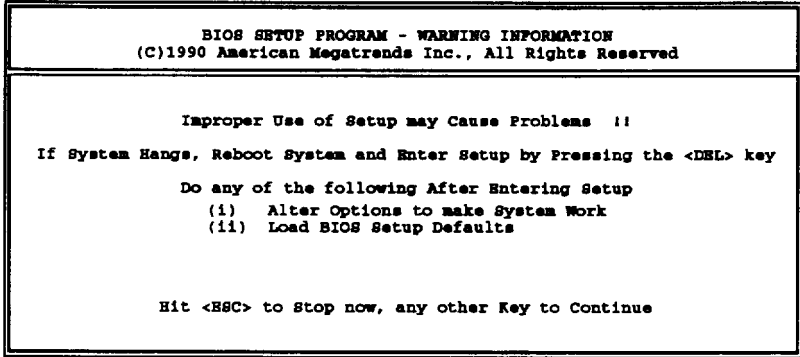 BIOS SETUP PROGRAM - WARNING INFORMATION
(C)1990 American Megatrends Inc., All Rights Reserved
Improper Use of Setup may Cause Problems !!
If System Hangs, Reboot System and Enter Setup by Pressing the <DEL> key
Do any of the following After Entering Setup
(i) Alter Options to make System Work
(ii) Load BIOS Setup Defaults
Hit <ESC> to Stop now, any other Key to Continue